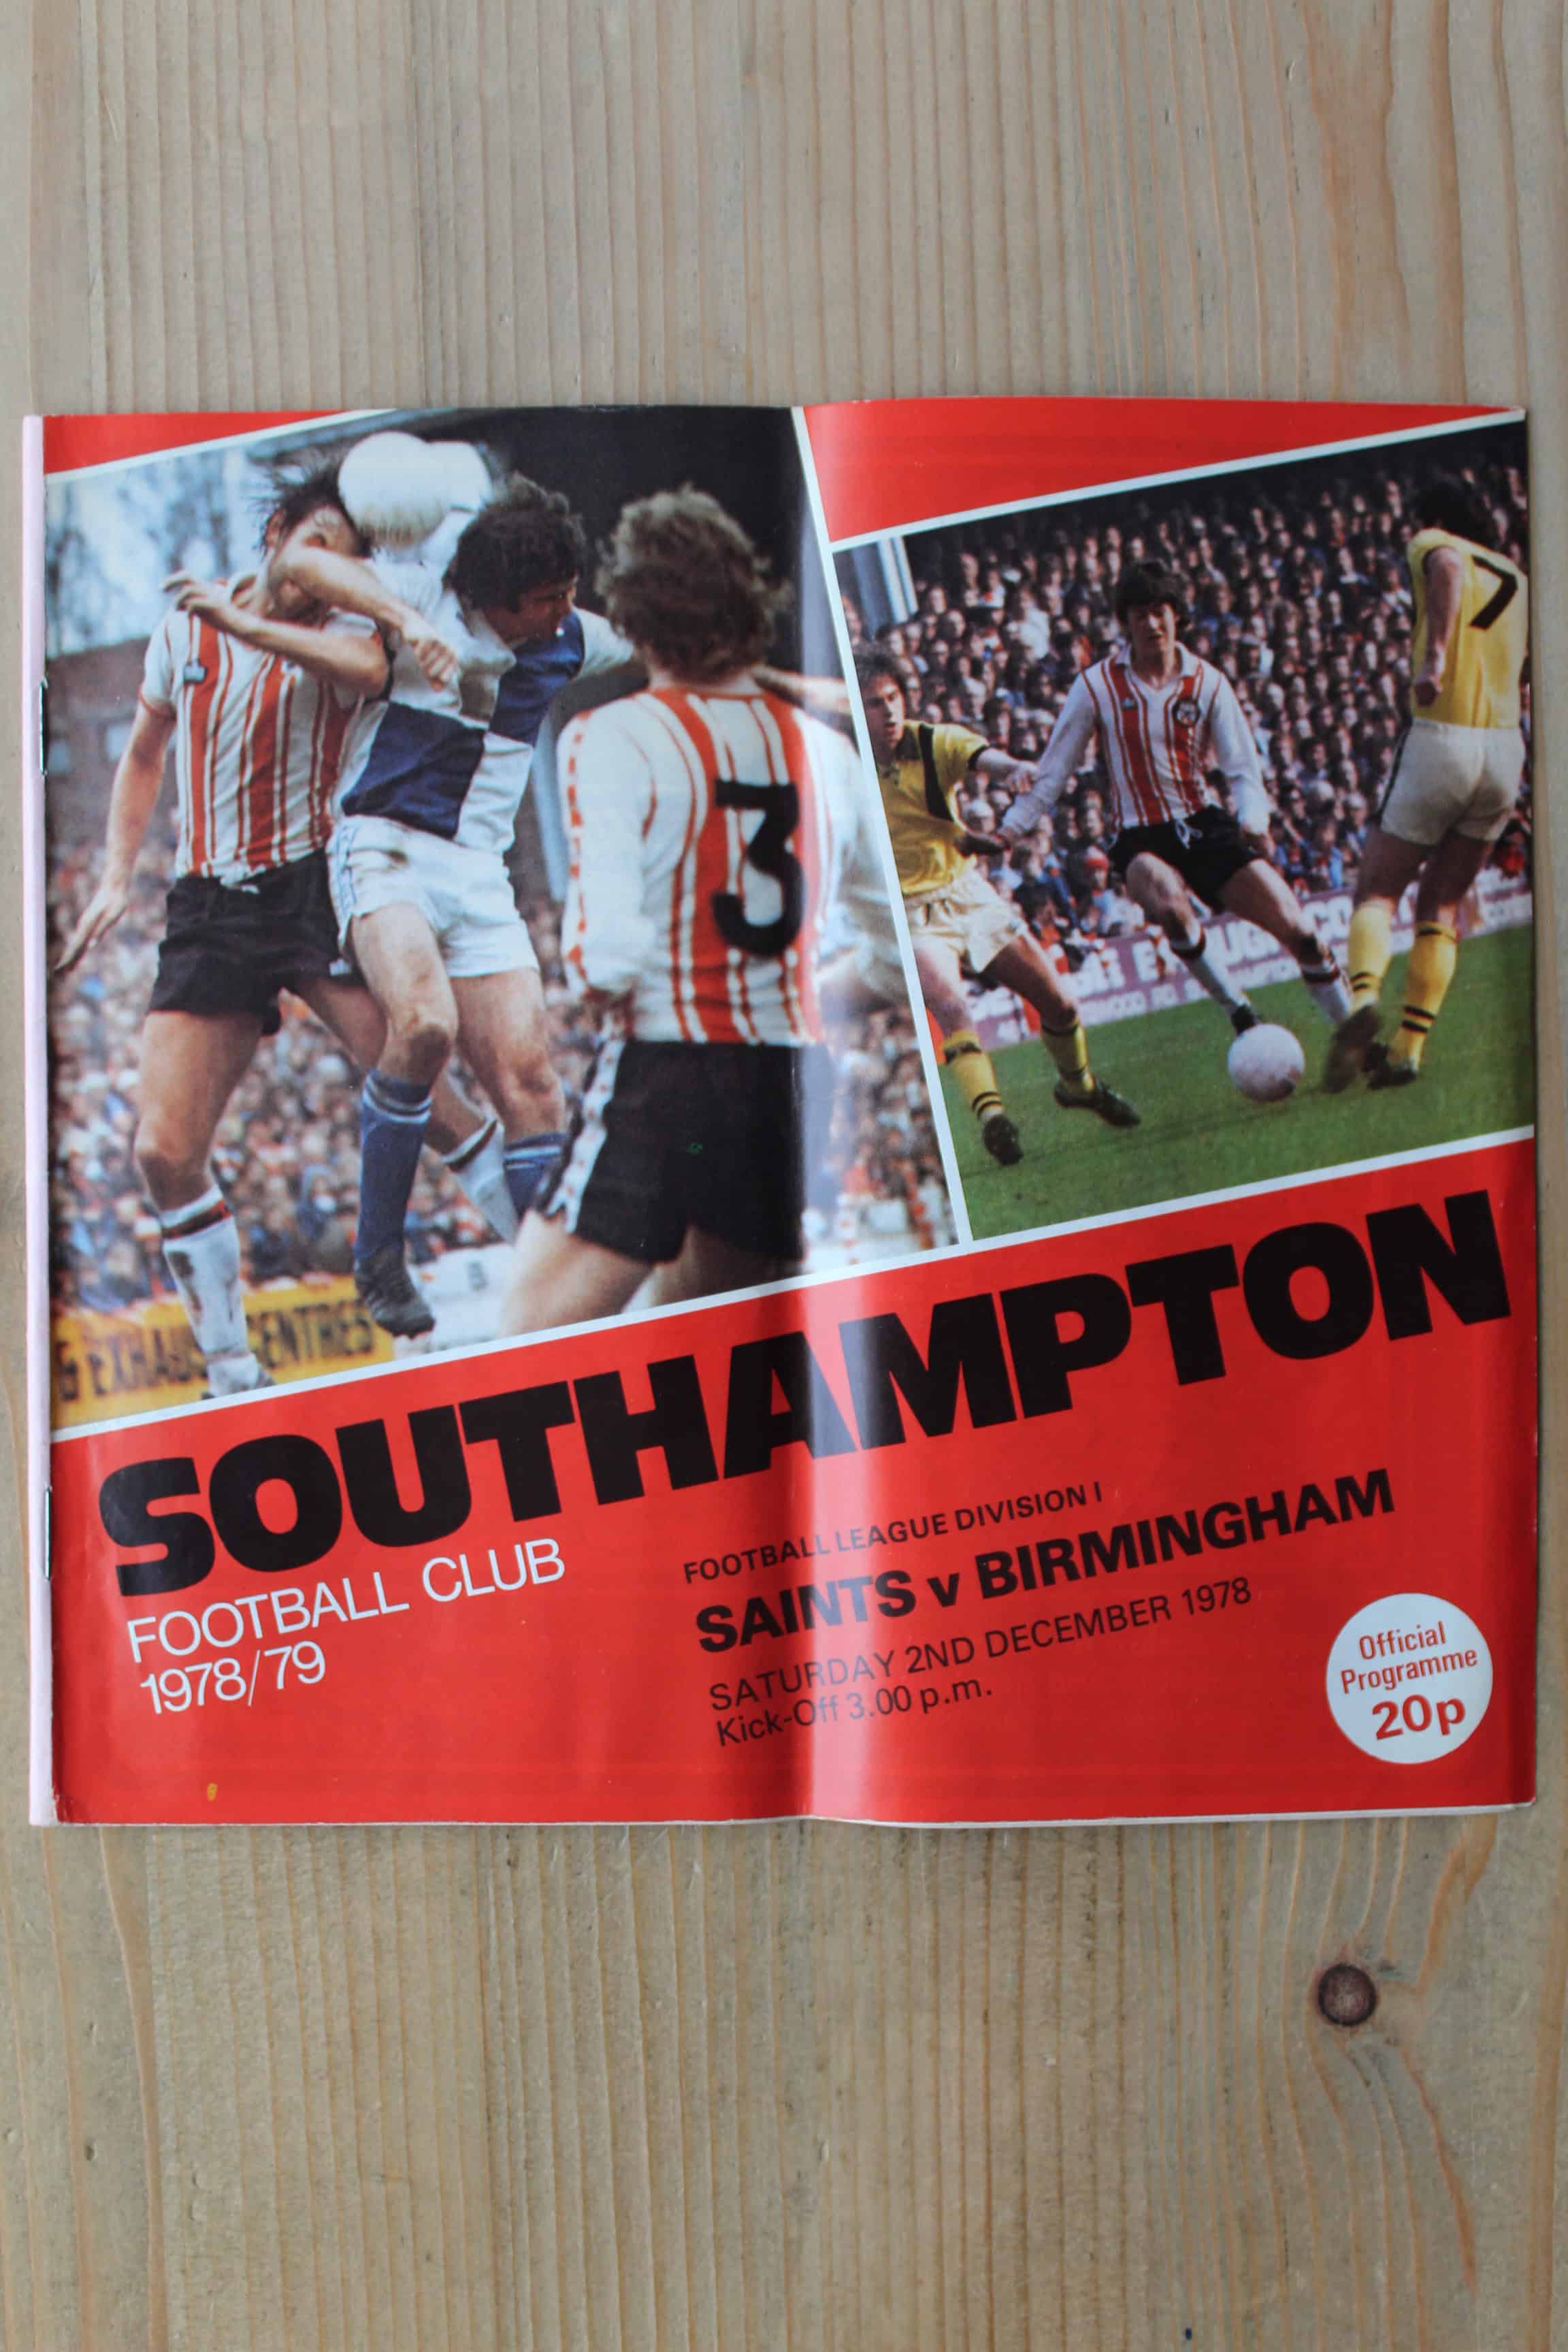 7
3
& EXHAUST CENTRES
SOUTHAMPTON
FOOTBALL CLUB
1978/79
FOOTBALL LEAGUE DIVISION I
SAINTS v BIRMINGHAM
SATURDAY 2ND DECEMBER 1978
Kick-Off 3.00 p.m.
Official
Programme
20p